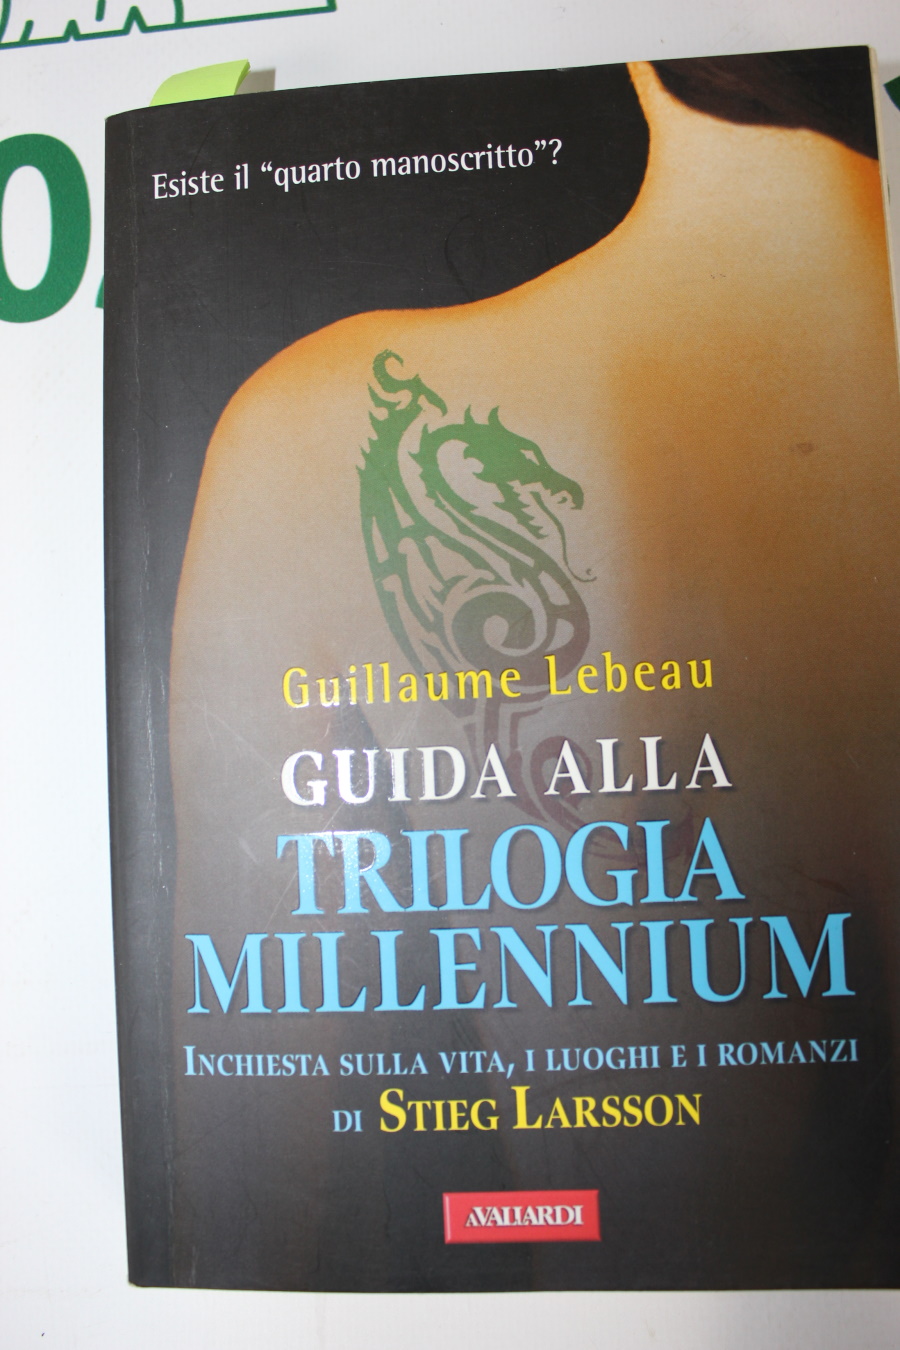 Esiste il “quarto manoscritto”?
Guillaume Lebeau
GUIDA ALLA
TRILOGIA
MILLENNIUM
INCHIESTA SULLA VITA, I LUOGHI E I ROMANZI
DI STIEG LARSSON
A.VALLARDI